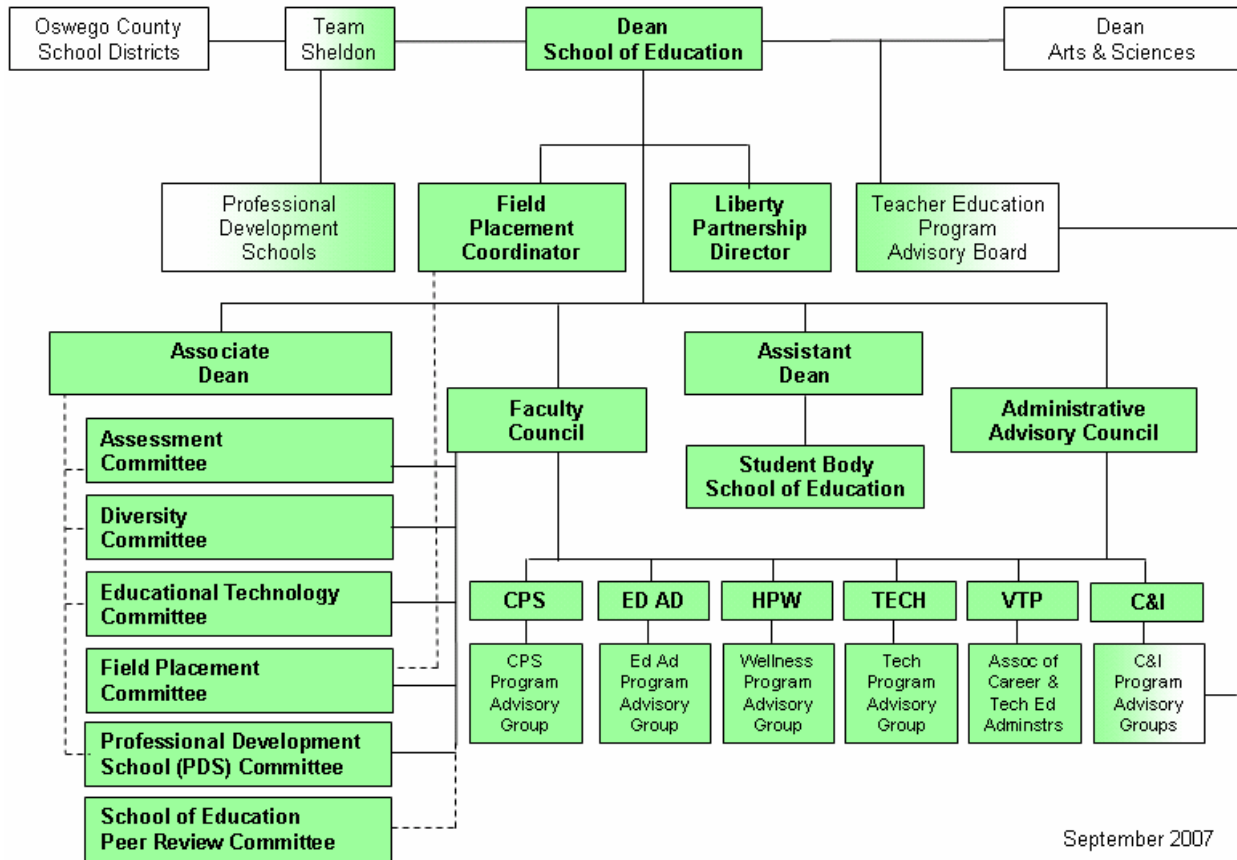 Oswego County
School Districts
Team
Sheldon
Dean
School of Education
Dean
Arts & Sciences
Professional
Development
Schools
Field
Placement
Coordinator
Liberty
Partnership
Director
Teacher Education
Program
Advisory Board
Associate
Dean
Assistant
Dean
Faculty
Council
Administrative
Advisory Council
Student Body
School of Education
Assessment
Committee
Diversity
Committee
Educational Technology
Committee
Field Placement
Committee
Professional Development
School (PDS) Committee
School of Education
Peer Review Committee
CPS
ED AD
HPW
TECH
VTP
C&I
CPS
Program
Advisory
Group
Ed Ad
Program
Advisory
Group
Wellness
Program
Advisory
Group
Tech
Program
Advisory
Group
Assoc of
Career &
Tech Ed
Adminstrs
C&I
Program
Advisory
Groups
September 2007